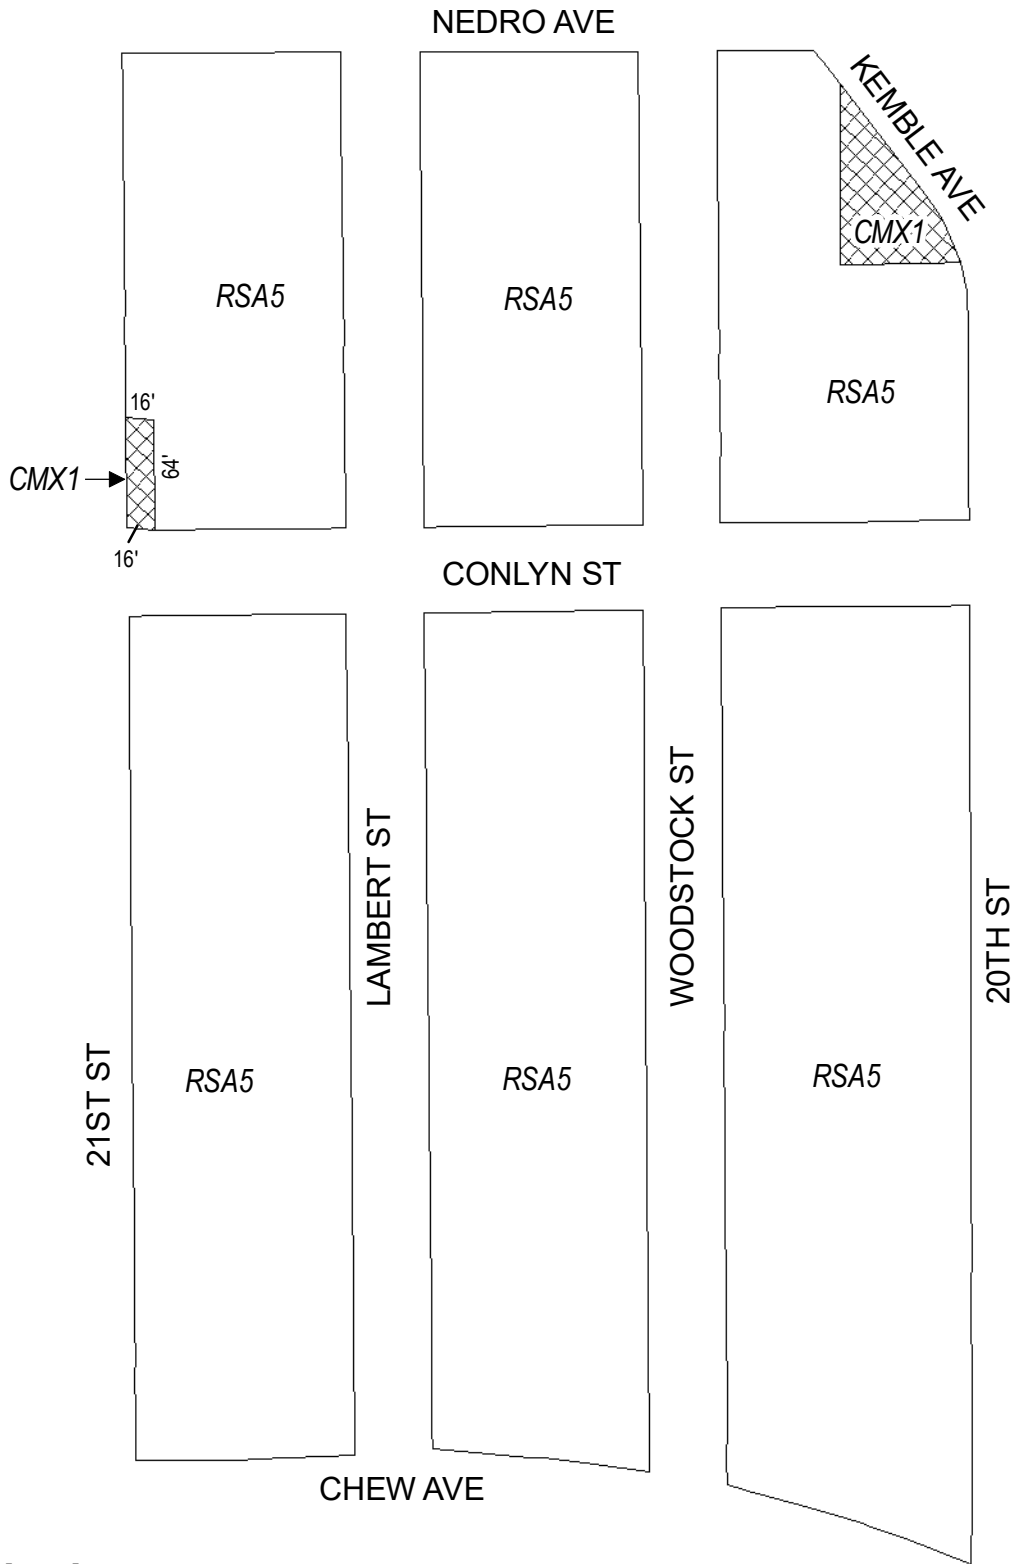 NEDRO AVE
KEMBLE AVE
CMX1
RSA5
RSA5
RSA5
16'
64'
CMX1
16'
CONLYN ST
WOODSTOCK ST
LAMBERT ST
20TH ST
21ST ST
RSA5
RSA5
RSA5
CHEW AVE